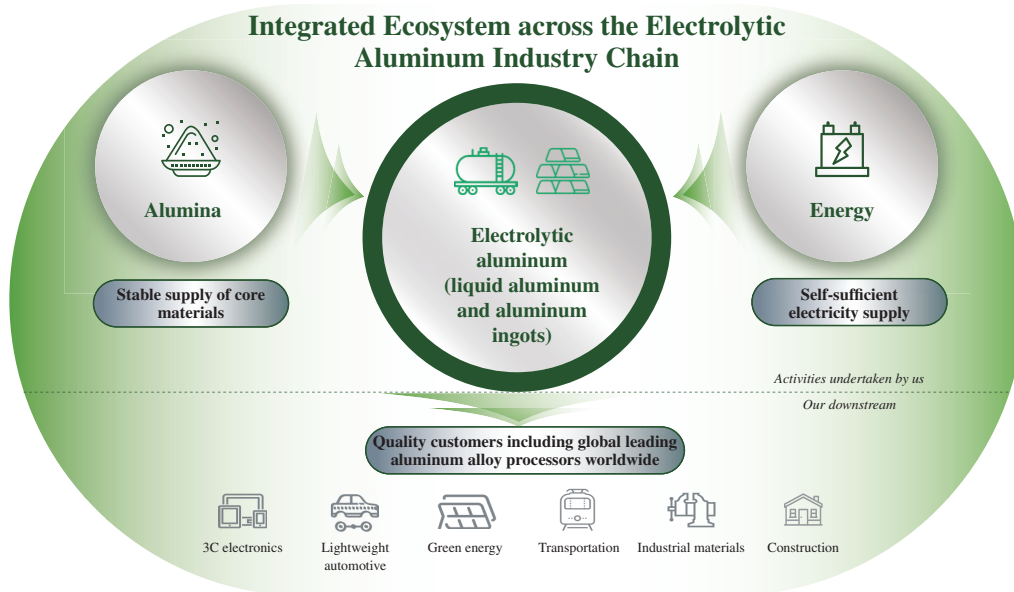 Integrated Ecosystem across the Electrolytic
Aluminum Industry Chain
Alumina
Stable supply of core
materials
Electrolytic
aluminum
(liquid aluminum
and aluminum
ingots)
Energy
Self-sufficient
electricity supply
Activities undertaken by us
Our downstream
Quality customers including global leading
aluminum alloy processors worldwide
3C electronics
Lightweight
automotive
Green energy
Transportation
Industrial materials
Construction